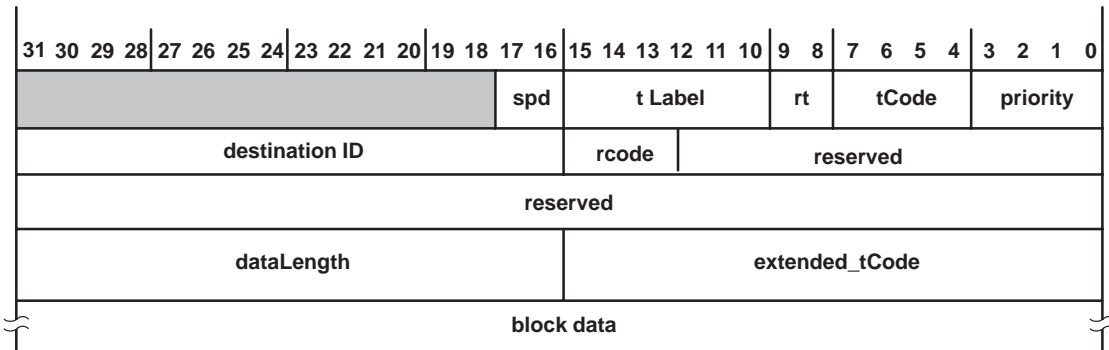 31 30 29 28 27 26 25 24 23 22 21 20 19 18 17 16 15 14 13 12 11 10 9 8 7 6 5 4 3 2 1 0
spd t Label rt tCode priority
destination ID rcode reserved
reserved
dataLength extended_tCode
block data